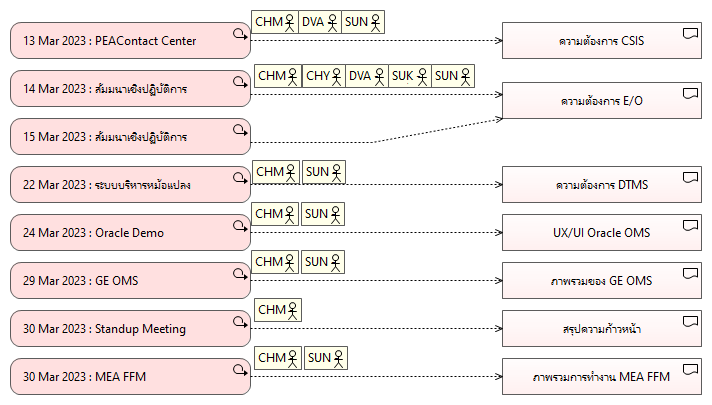 CHM DVA SUN
13 Mar 2023 : PEAContact Center
ความต้องการ CSIS
CHM CHY DVA SUK SUN
14 Mar 2023 : สัมมนาเชิงปฏิบัติการ
ความต้องการ E/O
15 Mar 2023 : สัมมนาเชิงปฏิบัติการ
CHM SUN
22 Mar 2023 : ระบบบริหารหม้อแปลง
ความต้องการ DTMS
CHM SUN
24 Mar 2023 : Oracle Demo
UX/UI Oracle OMS
CHM SUN
29 Mar 2023 : GE OMS
ภาพรวมของ GE OMS
CHM
30 Mar 2023 : Standup Meeting
สรุปความก้าวหน้า
CHM SUN
30 Mar 2023 : MEA FFM
ภาพรวมการทำงาน MEA FFM